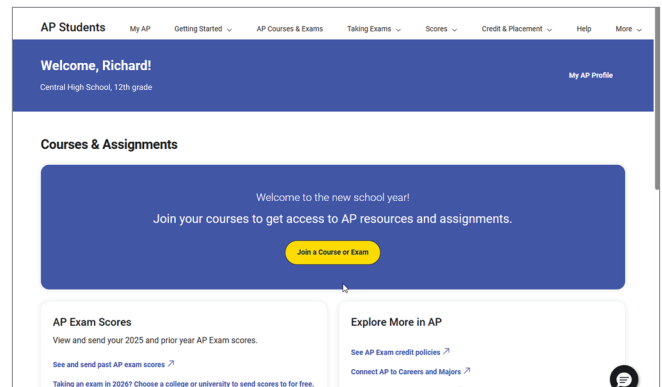 AP Students My AP Getting Started AP Courses & Exams Taking Exams Scores Credit & Placement Help More
Welcome, Richard!
Central High School, 12th grade
My AP Profile
Courses & Assignments
Welcome to the new school year!
Join your courses to get access to AP resources and assignments.
Join a Course or Exam
AP Exam Scores
View and send your 2025 and prior year AP Exam scores.
See and send past AP exam scores
Taking an exam in 2026? Choose a college or university to send scores to for free.
Explore More in AP
See AP Exam credit policies
Connect AP to Careers and Majors